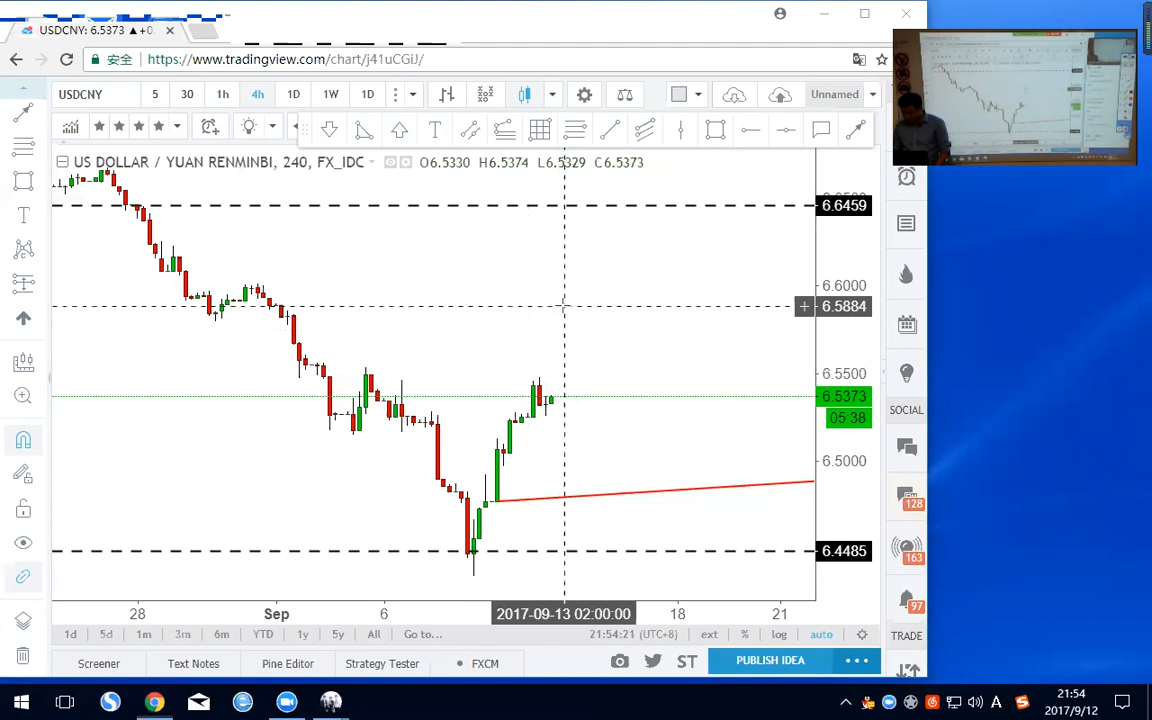 USDCNY: 6.5373 ▲ +0
安全
https://www.tradingview.com/chart/j41uCGiJ/
USDCNY 5 30 1h 4h 1D 1W 1D Unnamed
US DOLLAR / YUAN RENMINBI, 240, FX_IDC O6.5330 H6.5374 L6.5329 C6.5373
6.6459
6.6000
6.5884
6.5500
6.5373
05:38
6.5000
6.4485
28 Sep 6 2017-09-13 02:00:00 18 21
1d 5d 1m 3m 6m YTD 1y 5y All Go to... 21:54:21 (UTC+8) ext % log auto
Screener Text Notes Pine Editor Strategy Tester FXCM ST PUBLISH IDEA
SOCIAL
128
163
97
TRADE
A
21:54
2017/9/12